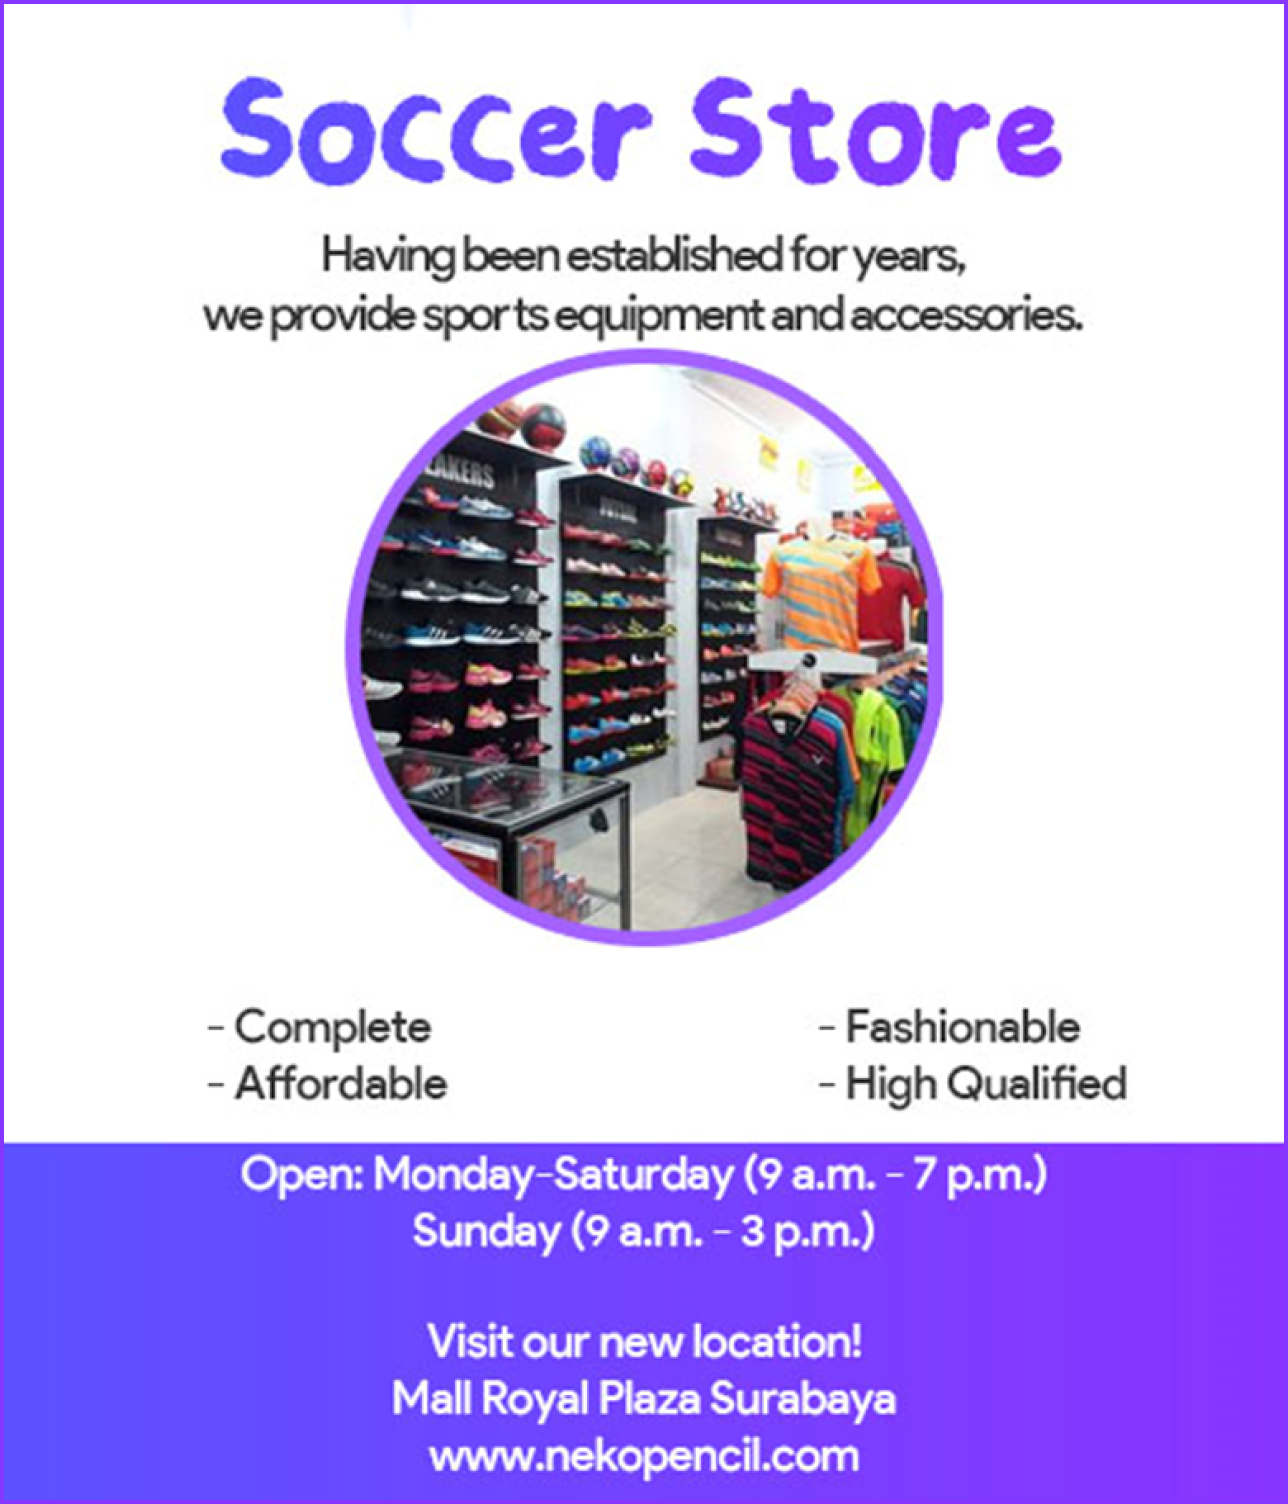 Soccer Store
Having been established for years,
we provide sports equipment and accessories.
AKERS
- Complete
- Affordable
- Fashionable
- High Qualified
Open: Monday-Saturday (9 a.m. - 7 p.m.)
Sunday (9 a.m. - 3 p.m.)
Visit our new location!
Mall Royal Plaza Surabaya
www.nekopencil.com